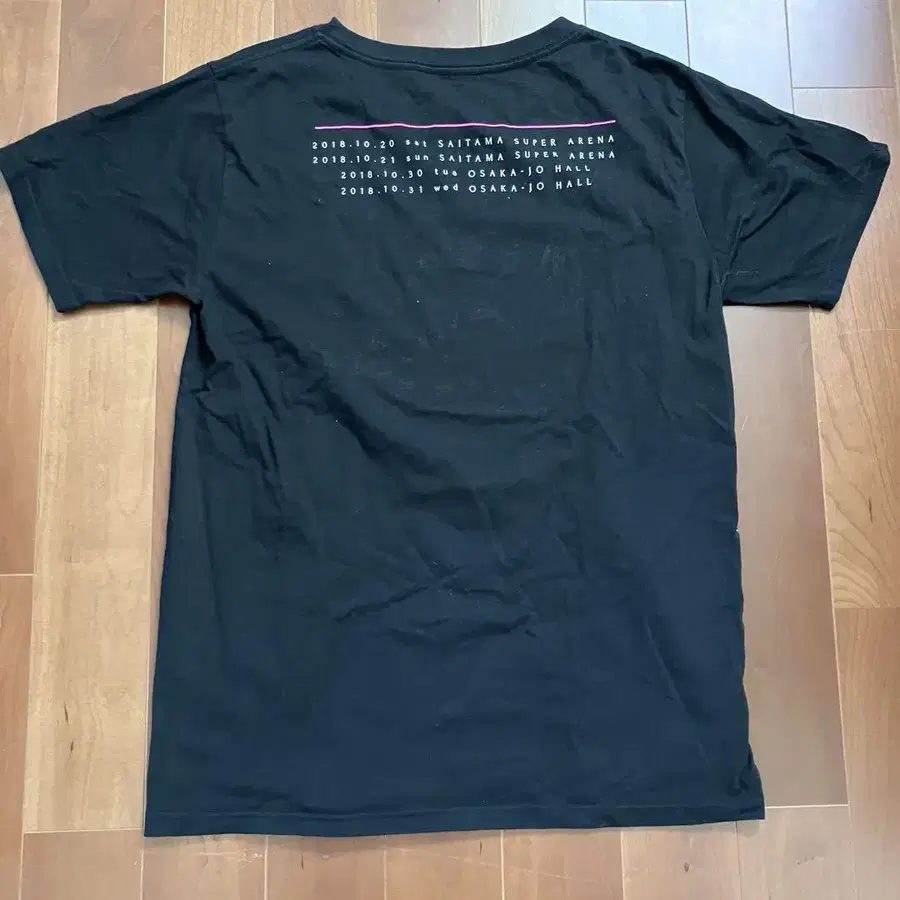 2018.10.20 sat SAITAMA SUPER ARENA
2018.10.21 sun SAITAMA SUPER ARENA
2018.10.30 tue OSAKA-JO HALL
2018.10.31 wed OSAKA-JO HALL